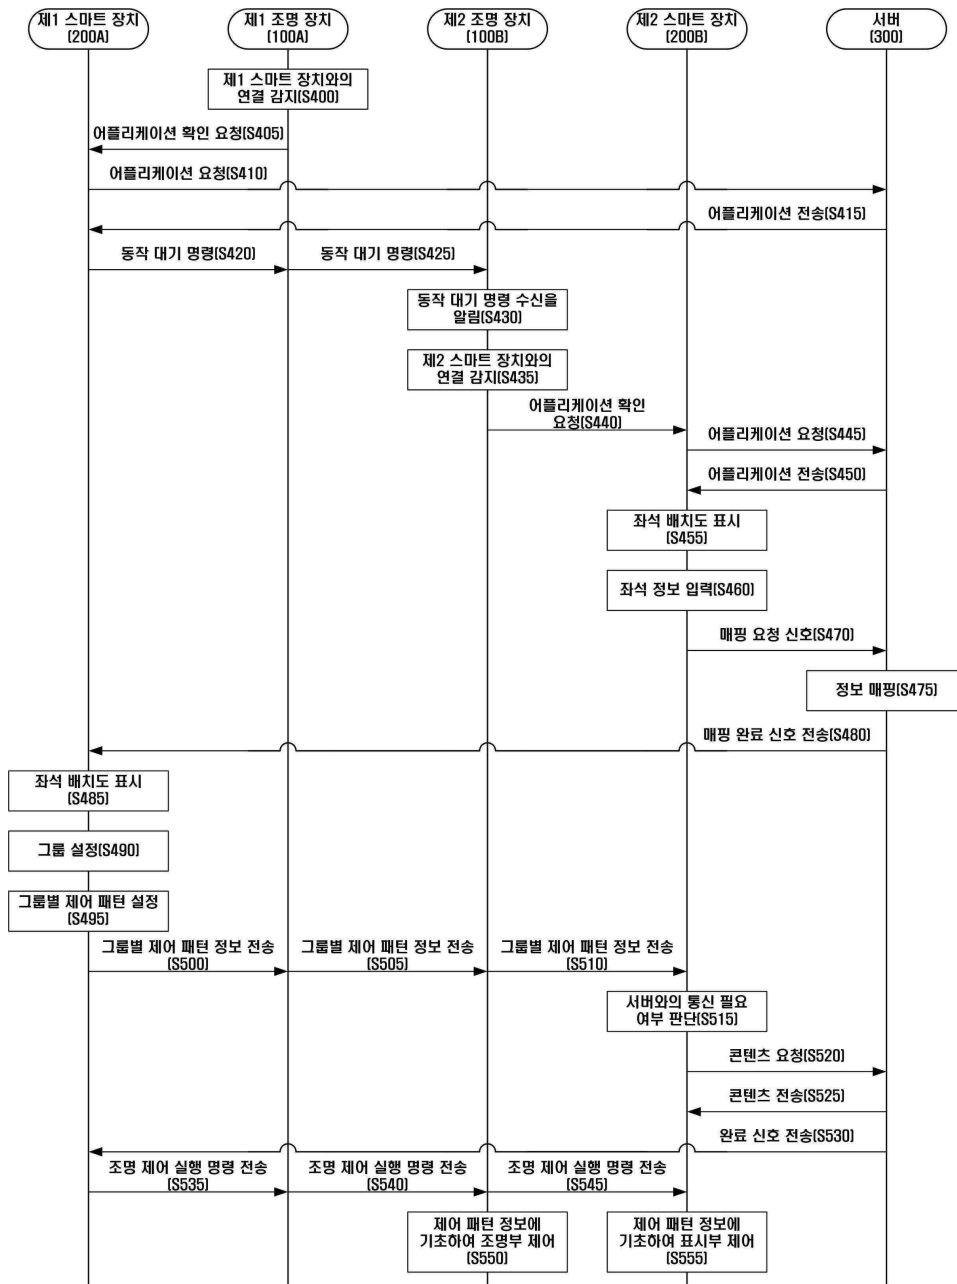 제1 스마트 장치
(200A)
제1 조명 장치
(100A)
제2 조명 장치
(100B)
제2 스마트 장치
(200B)
서버
(300)
제1 스마트 장치와의
연결 감지(S400)
어플리케이션 확인 요청(S405)
어플리케이션 요청(S410)
어플리케이션 전송(S415)
동작 대기 명령(S420)
동작 대기 명령(S425)
동작 대기 명령 수신을
알림(S430)
제2 스마트 장치와의
연결 감지(S435)
어플리케이션 확인
요청(S440)
어플리케이션 요청(S445)
어플리케이션 전송(S450)
좌석 배치도 표시
(S455)
좌석 정보 입력(S460)
매핑 요청 신호(S470)
정보 매핑(S475)
매핑 완료 신호 전송(S480)
좌석 배치도 표시
(S485)
그룹 설정(S490)
그룹별 제어 패턴 설정
(S495)
그룹별 제어 패턴 정보 전송
(S500)
그룹별 제어 패턴 정보 전송
(S505)
그룹별 제어 패턴 정보 전송
(S510)
서버와의 통신 필요
여부 판단(S515)
콘텐츠 요청(S520)
콘텐츠 전송(S525)
완료 신호 전송(S530)
조명 제어 실행 명령 전송
(S535)
조명 제어 실행 명령 전송
(S540)
조명 제어 실행 명령 전송
(S545)
제어 패턴 정보에
기초하여 조명부 제어
(S550)
제어 패턴 정보에
기초하여 표시부 제어
(S555)